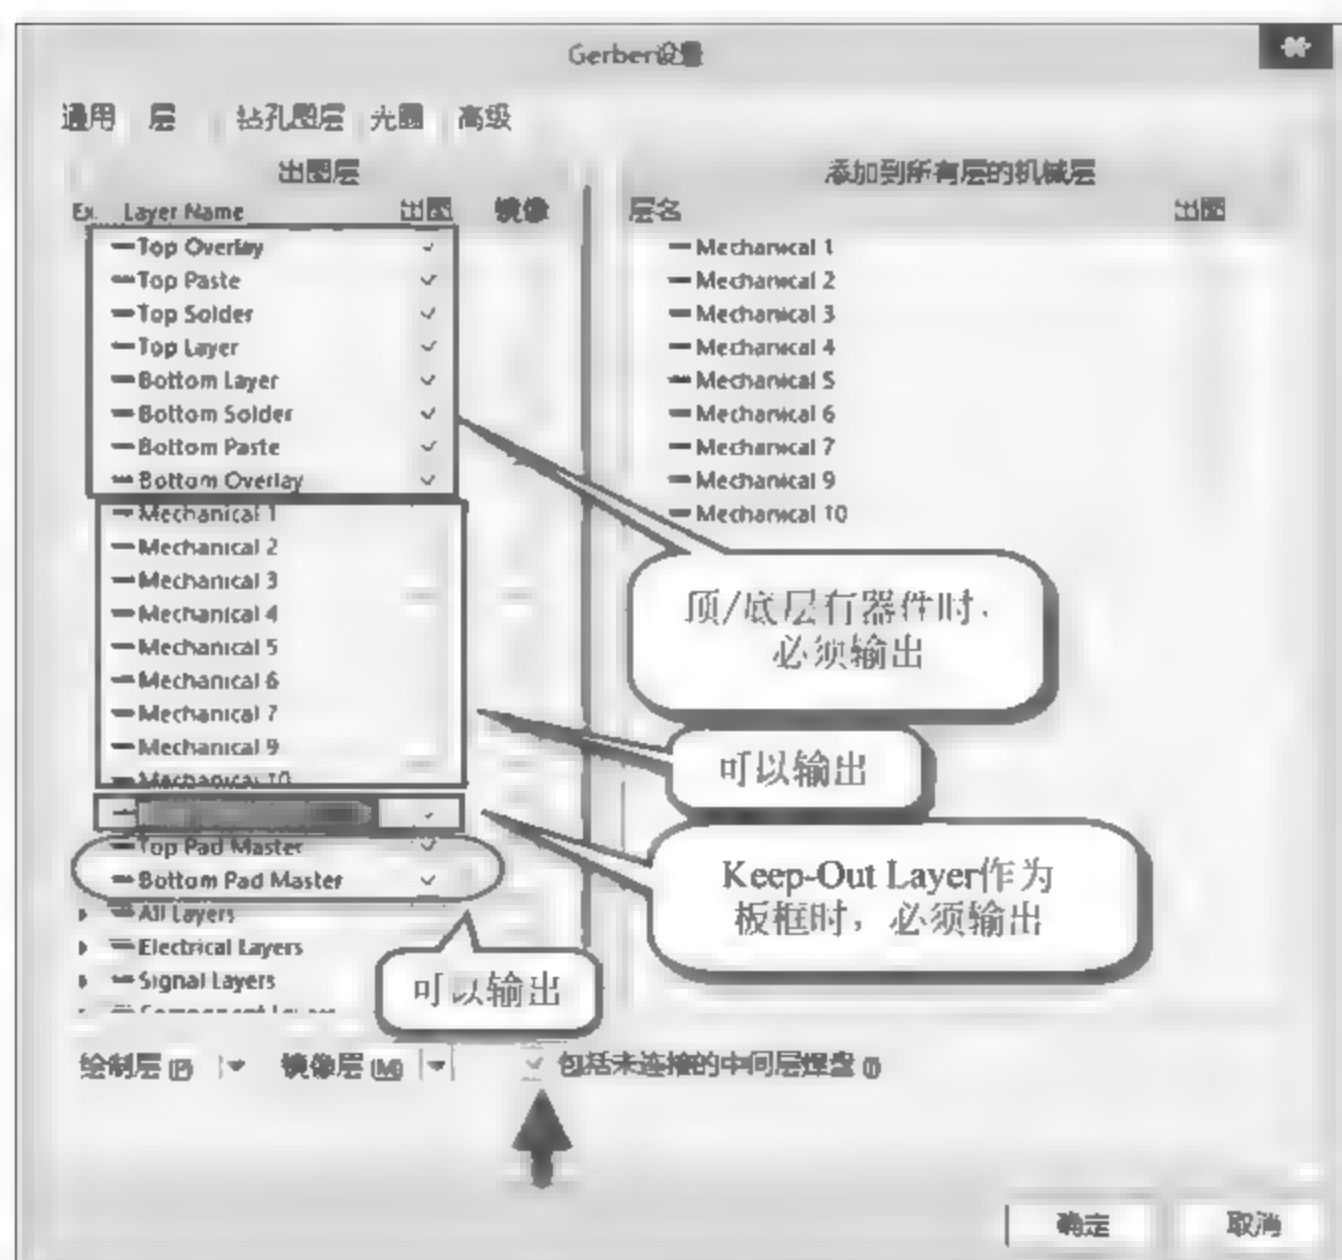 Gerber设置
通用 层 钻孔图层 光圈 高级
出图层
Ex. Layer Name 出图 镜像
Top Overlay
Top Paste
Top Solder
Top Layer
Bottom Layer
Bottom Solder
Bottom Paste
Bottom Overlay
Mechanical 1
Mechanical 2
Mechanical 3
Mechanical 4
Mechanical 5
Mechanical 6
Mechanical 7
Mechanical 9
Mechanical 10
Top Pad Master
Bottom Pad Master
All Layers
Electrical Layers
Signal Layers
Component Layers
添加到所有层的机械层
层名 出图
Mechanical 1
Mechanical 2
Mechanical 3
Mechanical 4
Mechanical 5
Mechanical 6
Mechanical 7
Mechanical 9
Mechanical 10
顶/底层有器件时，
必须输出
可以输出
Keep-Out Layer作为
板框时，必须输出
可以输出
绘制层 (P) 镜像层 (M) 包括未连接的中间层焊盘 (I)
确定 取消